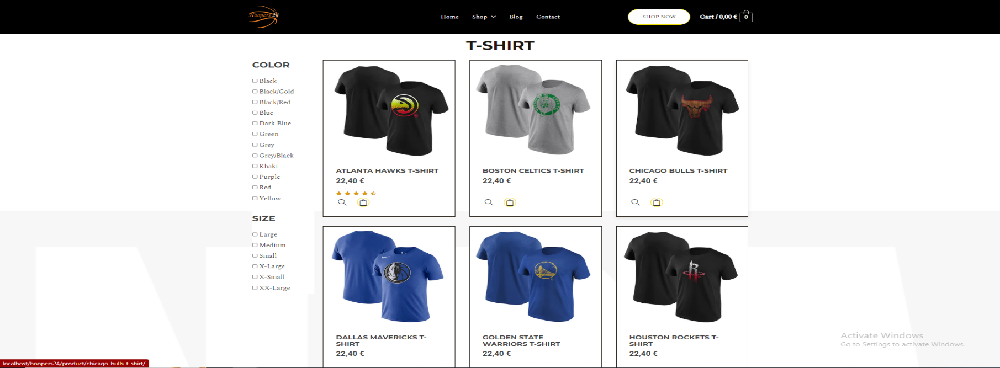 Hoopers 24
Home
Shop
Blog
Contact
SHOP NOW
Cart / 0,00 €
0
T-SHIRT
COLOR
Black
Black/Gold
Black/Red
Blue
Dark Blue
Green
Grey
Grey/Black
Khaki
Purple
Red
Yellow
SIZE
Large
Medium
Small
X-Large
X-Small
XX-Large
ATLANTA HAWKS T-SHIRT
22,40 €
BOSTON CELTICS T-SHIRT
22,40 €
CHICAGO BULLS T-SHIRT
22,40 €
DALLAS MAVERICKS T-
SHIRT
22,40 €
GOLDEN STATE
WARRIORS T-SHIRT
22,40 €
HOUSTON ROCKETS T-
SHIRT
22,40 €
Activate Windows
Go to Settings to activate Windows.
localhost/hoopers24/product/chicago-bulls-t-shirt/